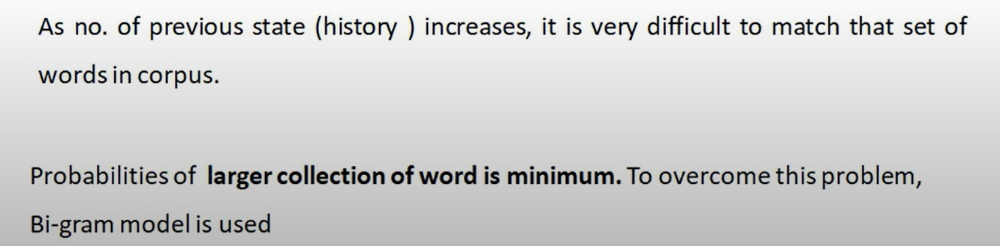 As no. of previous state (history ) increases, it is very difficult to match that set of
words in corpus.
Probabilities of larger collection of word is minimum. To overcome this problem,
Bi-gram model is used